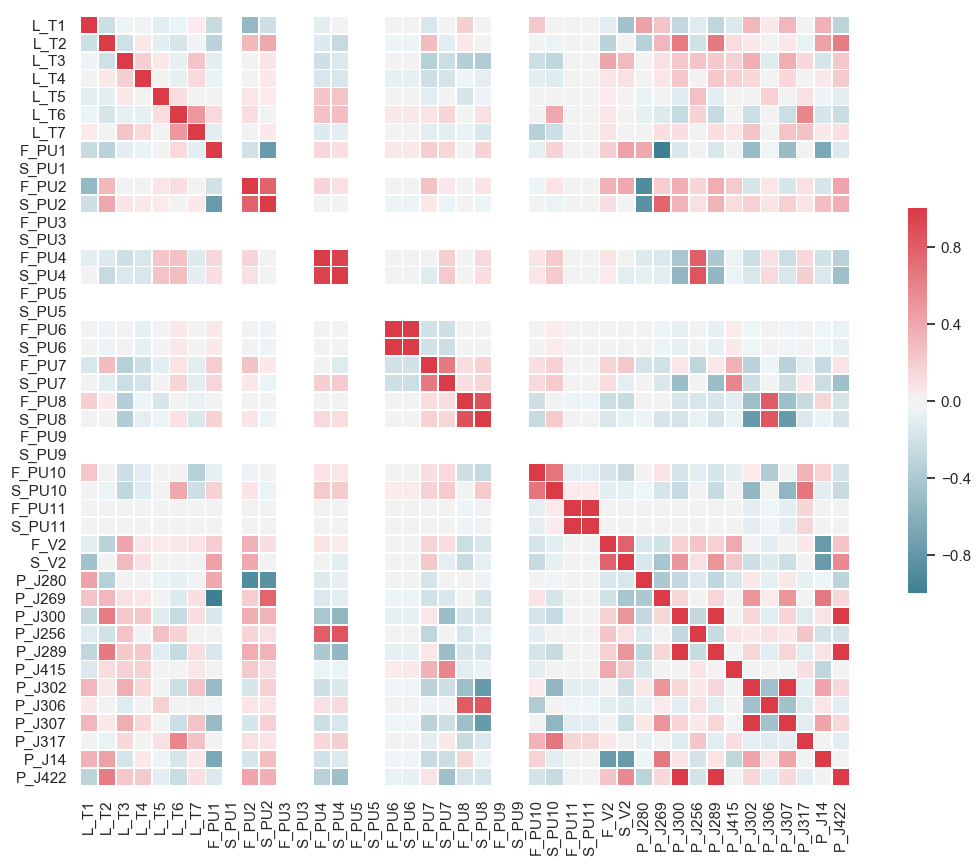 L_T1
L_T2
L_T3
L_T4
L_T5
L_T6
L_T7
F_PU1
S_PU1
F_PU2
S_PU2
F_PU3
S_PU3
F_PU4
S_PU4
F_PU5
S_PU5
F_PU6
S_PU6
F_PU7
S_PU7
F_PU8
S_PU8
F_PU9
S_PU9
F_PU10
S_PU10
F_PU11
S_PU11
F_V2
S_V2
P_J280
P_J269
P_J300
P_J256
P_J289
P_J415
P_J302
P_J306
P_J307
P_J317
P_J14
P_J422
L_T1
L_T2
L_T3
L_T4
L_T5
L_T6
L_T7
F_PU1
S_PU1
F_PU2
S_PU2
F_PU3
S_PU3
F_PU4
S_PU4
F_PU5
S_PU5
F_PU6
S_PU6
F_PU7
S_PU7
F_PU8
S_PU8
F_PU9
S_PU9
F_PU10
S_PU10
F_PU11
S_PU11
F_V2
S_V2
P_J280
P_J269
P_J300
P_J256
P_J289
P_J415
P_J302
P_J306
P_J307
P_J317
P_J14
P_J422
0.8
0.4
0.0
−0.4
−0.8